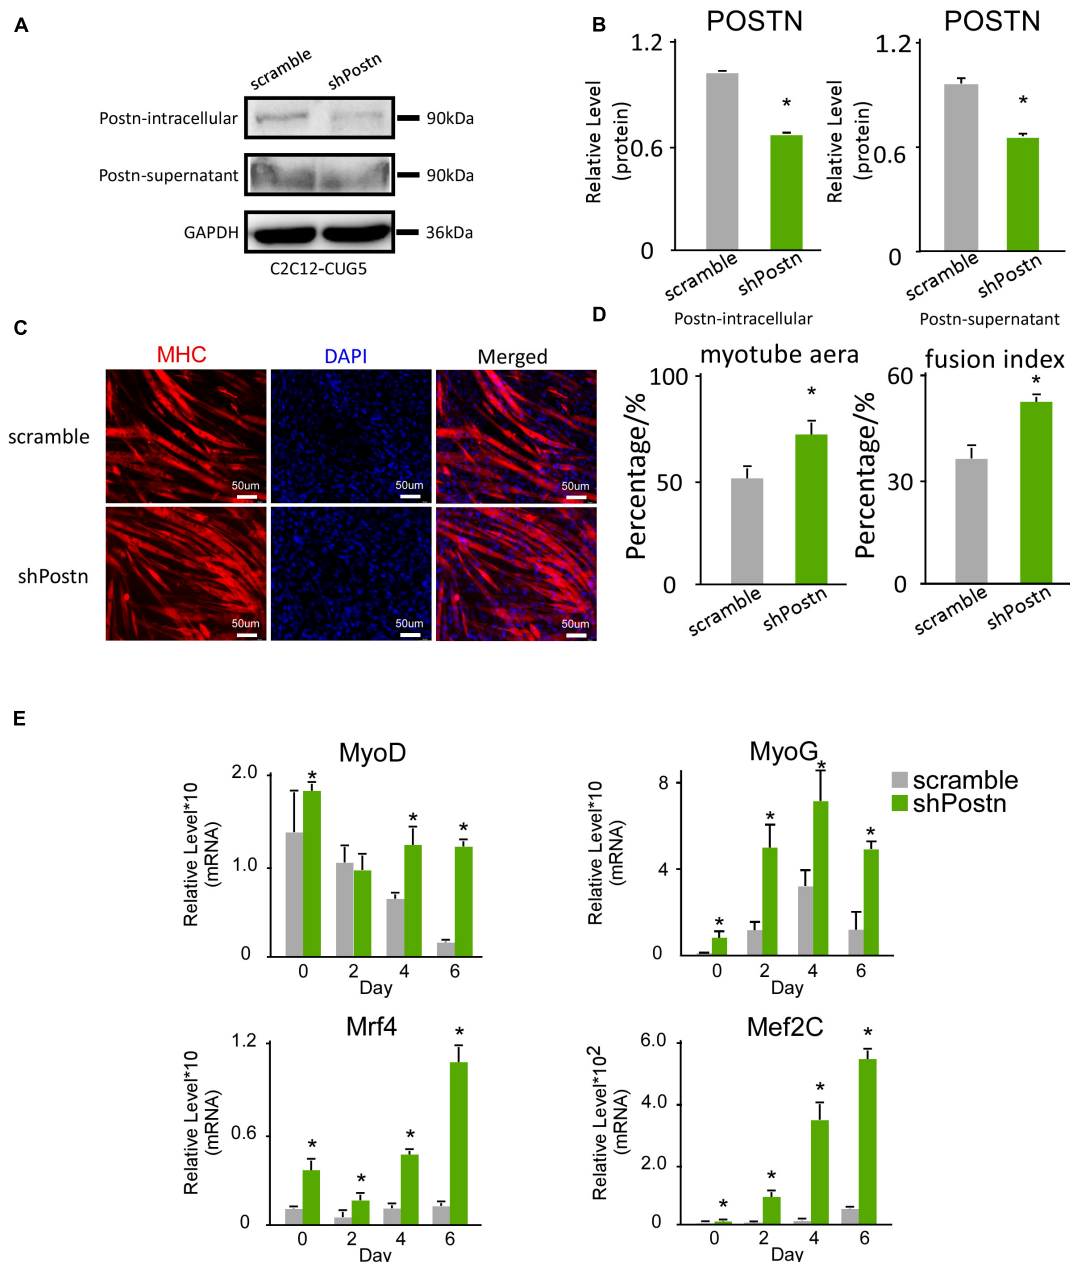 A
scramble
shPostn
Postn-intracellular
90kDa
Postn-supernatant
90kDa
GAPDH
36kDa
C2C12-CUG5
B
POSTN
1.2
0.6
0
Relative Level
(protein)
scramble
shPostn
Postn-intracellular
POSTN
1.2
0.6
0
Relative Level
(protein)
scramble
shPostn
Postn-supernatant
*
*
C
MHC
DAPI
Merged
scramble
50um
50um
50um
shPostn
50um
50um
50um
D
myotube aera
100
50
0
Percentage/%
*
scramble
shPostn
fusion index
60
30
0
Percentage/%
*
scramble
shPostn
E
MyoD
2.0
1.0
0
Relative Level*10
(mRNA)
* * *
0 2 4 6
Day
MyoG
8
4
0
Relative Level*10
(mRNA)
* * * *
0 2 4 6
Day
scramble
shPostn
Mrf4
1.2
0.6
0
Relative Level*10
(mRNA)
* * * *
0 2 4 6
Day
Mef2C
6.0
4.0
2.0
0
Relative Level*10²
(mRNA)
* * * *
0 2 4 6
Day